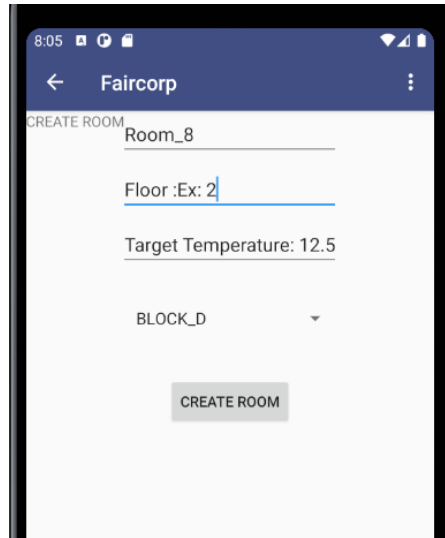 8:05
Faircorp
CREATE ROOM
Room_8
Floor :Ex: 2
Target Temperature: 12.5
BLOCK_D
CREATE ROOM